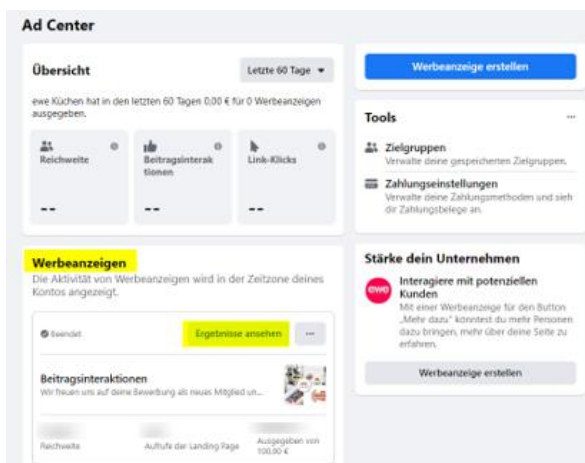 Ad Center
Übersicht
Letzte 60 Tage
ewe Küchen hat in den letzten 60 Tagen 0,00 € für 0 Werbeanzeigen
ausgegeben.
Reichweite
Beitragsinterak
tionen
Link-Klicks
--
--
--
Werbeanzeigen
Die Aktivität von Werbeanzeigen wird in der Zeitzone deines
Kontos angezeigt.
Beendet
Ergebnisse ansehen
...
Beitragsinteraktionen
Wir freuen uns auf deine Bewerbung als neues Mitglied un...
Reichweite
Aufrufe der Landing Page
Ausgegeben von
100,00 €
Werbeanzeige erstellen
Tools
...
Zielgruppen
Verwalte deine gespeicherten Zielgruppen.
Zahlungseinstellungen
Verwalte deine Zahlungsmethoden und sieh
dir Zahlungsbelege an.
Stärke dein Unternehmen
ewe
Interagiere mit potenziellen
Kunden
Mit einer Werbeanzeige für den Button
„Mehr dazu" könntest du mehr Personen
dazu bringen, mehr über deine Seite zu
erfahren.
Werbeanzeige erstellen